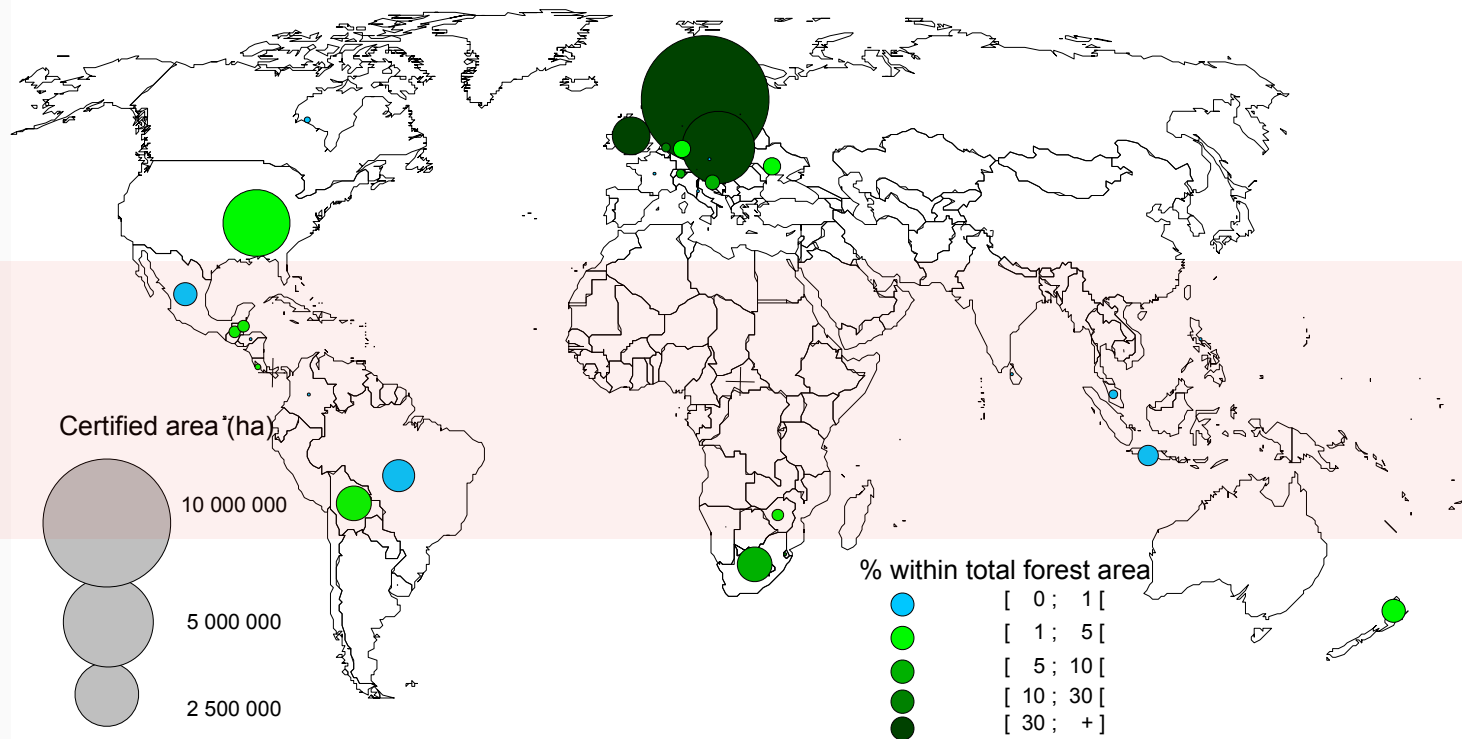 Certified area (ha)
10 000 000
5 000 000
2 500 000
% within total forest area
[ 0 ; 1 [
[ 1 ; 5 [
[ 5 ; 10 [
[ 10 ; 30 [
[ 30 ; + ]